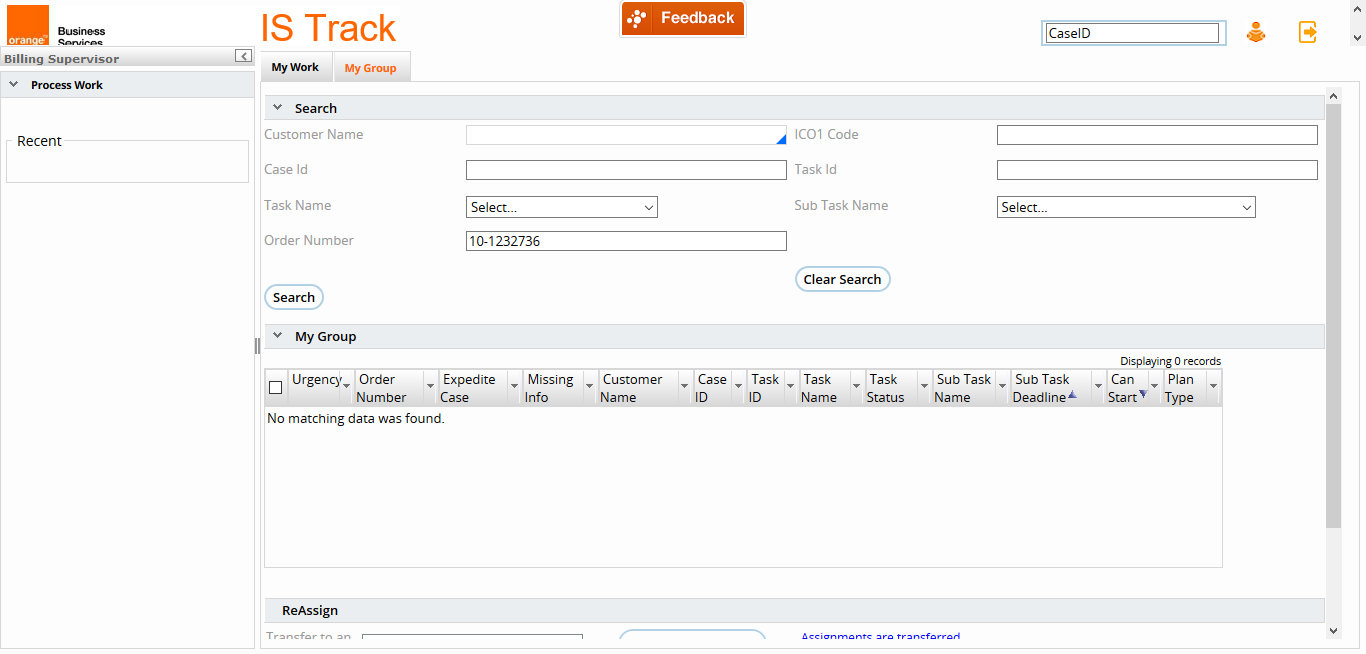 orange™
Business
Services
IS Track
Feedback
CaseID
Billing Supervisor
My Work
My Group
Process Work
Recent
Search
Customer Name
ICO1 Code
Case Id
Task Id
Task Name
Select...
Sub Task Name
Select...
Order Number
10-1232736
Clear Search
Search
My Group
Displaying 0 records
Urgency
Order Number
Expedite Case
Missing Info
Customer Name
Case ID
Task ID
Task Name
Task Status
Sub Task Name
Sub Task Deadline
Can Start
Plan Type
No matching data was found.
ReAssign
Transfer to an
Assignments are transferred